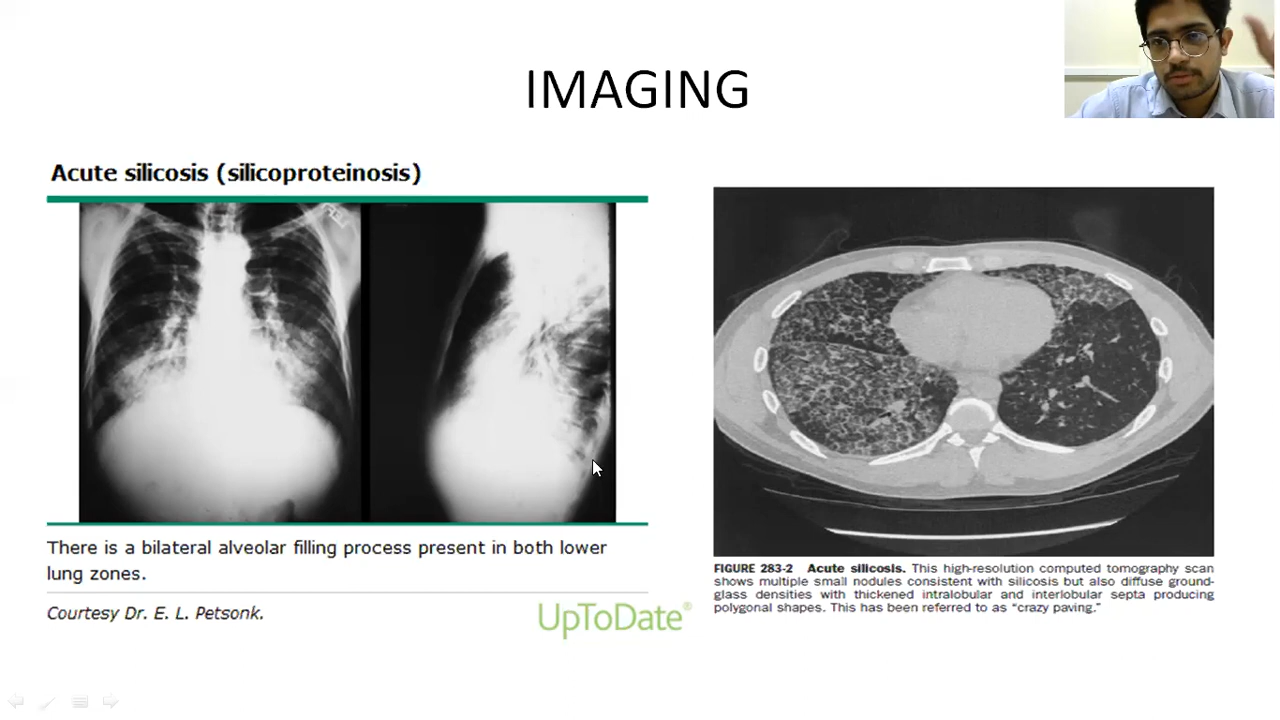 IMAGING
Acute silicosis (silicoproteinosis)
There is a bilateral alveolar filling process present in both lower
lung zones.
Courtesy Dr. E. L. Petsonk.
UpToDate®
FIGURE 283-2 Acute silicosis. This high-resolution computed tomography scan
shows multiple small nodules consistent with silicosis but also diffuse ground-
glass densities with thickened intralobular and interlobular septa producing
polygonal shapes. This has been referred to as “crazy paving.”